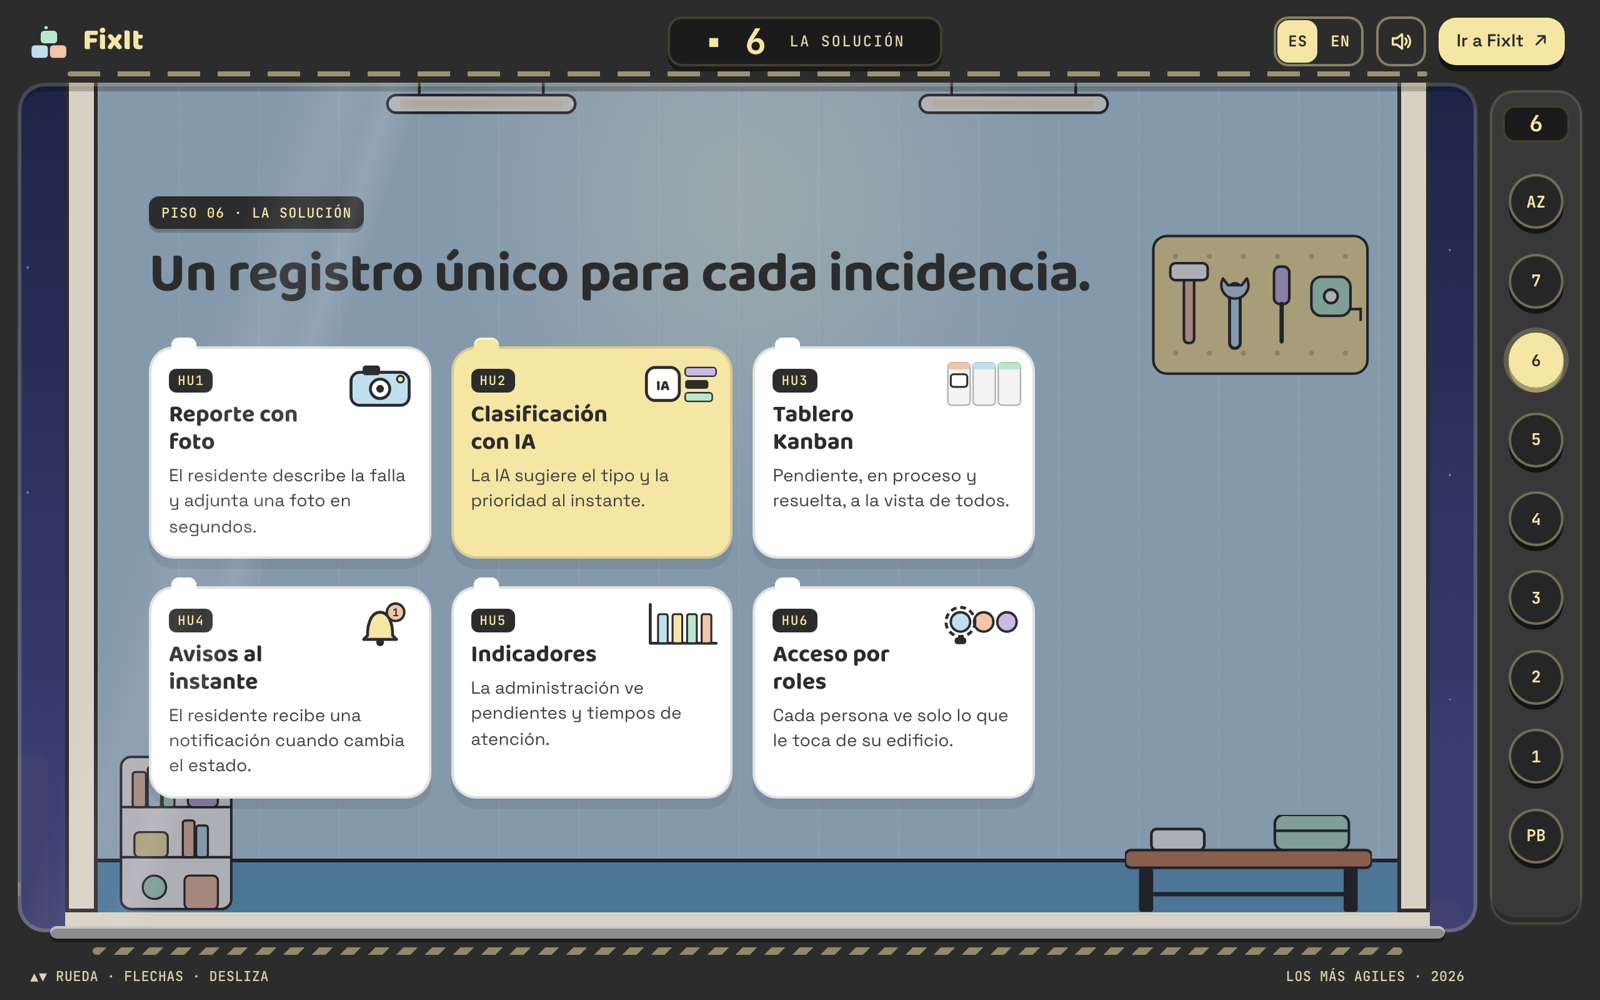 FixIt
6 LA SOLUCIÓN
ES EN
Ir a FixIt ↗
PISO 06 · LA SOLUCIÓN
Un registro único para cada incidencia.
HU1
Reporte con
foto
El residente describe la falla
y adjunta una foto en
segundos.
HU2
IA
Clasificación
con IA
La IA sugiere el tipo y la
prioridad al instante.
HU3
Tablero
Kanban
Pendiente, en proceso y
resuelta, a la vista de todos.
HU4
1
Avisos al
instante
El residente recibe una
notificación cuando cambia
el estado.
HU5
Indicadores
La administración ve
pendientes y tiempos de
atención.
HU6
Acceso por
roles
Cada persona ve solo lo que
le toca de su edificio.
6
AZ
7
6
5
4
3
2
1
PB
▲▼ RUEDA · FLECHAS · DESLIZA
LOS MÁS AGILES · 2026